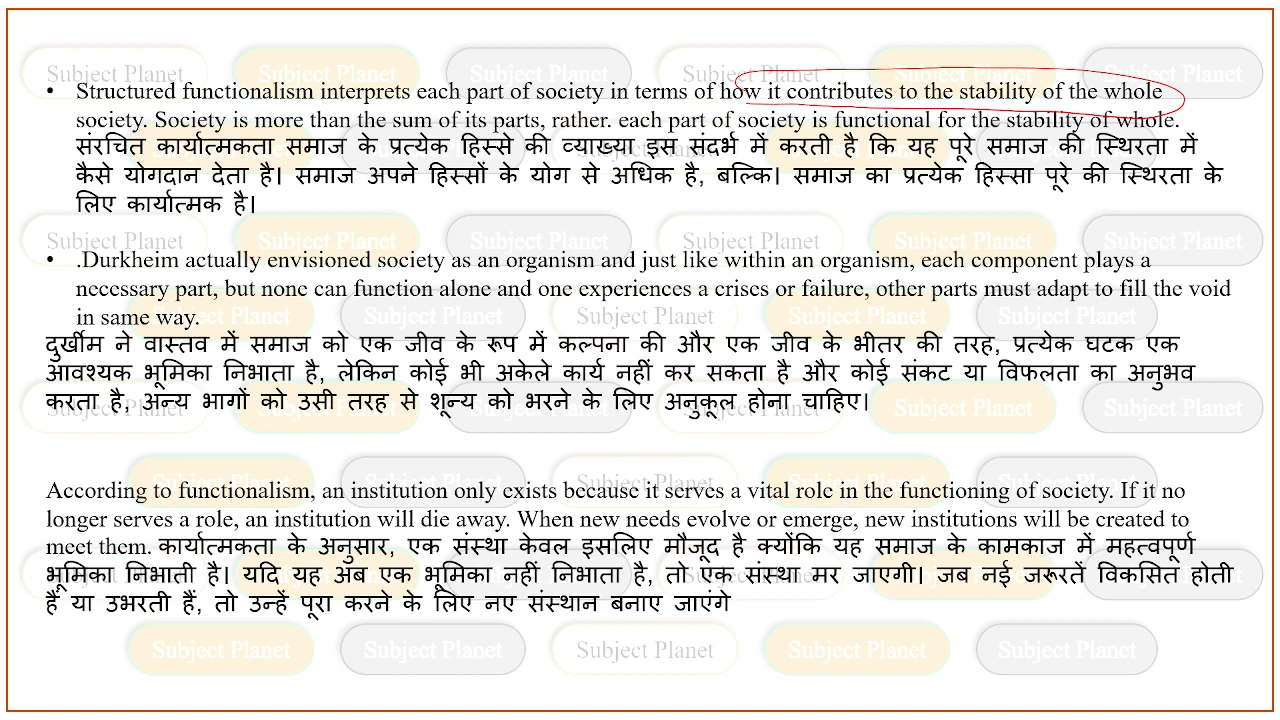 • Structured functionalism interprets each part of society in terms of how it contributes to the stability of the whole
society. Society is more than the sum of its parts, rather. each part of society is functional for the stability of whole.
संरचित कार्यात्मकता समाज के प्रत्येक हिस्से की व्याख्या इस संदर्भ में करती है कि यह पूरे समाज की स्थिरता में
कैसे योगदान देता है। समाज अपने हिस्सों के योग से अधिक है, बल्कि। समाज का प्रत्येक हिस्सा पूरे की स्थिरता के
लिए कार्यात्मक है।
• .Durkheim actually envisioned society as an organism and just like within an organism, each component plays a
necessary part, but none can function alone and one experiences a crises or failure, other parts must adapt to fill the void
in same way.
दुर्खीम ने वास्तव में समाज को एक जीव के रूप में कल्पना की और एक जीव के भीतर की तरह, प्रत्येक घटक एक
आवश्यक भूमिका निभाता है, लेकिन कोई भी अकेले कार्य नहीं कर सकता है और कोई संकट या विफलता का अनुभव
करता है, अन्य भागों को उसी तरह से शून्य को भरने के लिए अनुकूल होना चाहिए।
According to functionalism, an institution only exists because it serves a vital role in the functioning of society. If it no
longer serves a role, an institution will die away. When new needs evolve or emerge, new institutions will be created to
meet them. कार्यात्मकता के अनुसार, एक संस्था केवल इसलिए मौजूद है क्योंकि यह समाज के कामकाज में महत्वपूर्ण
भूमिका निभाती है। यदि यह अब एक भूमिका नहीं निभाता है, तो एक संस्था मर जाएगी। जब नई जरूरतें विकसित होती
हैं या उभरती हैं, तो उन्हें पूरा करने के लिए नए संस्थान बनाए जाएंगे
Subject Planet Subject Planet Subject Planet Subject Planet Subject Planet